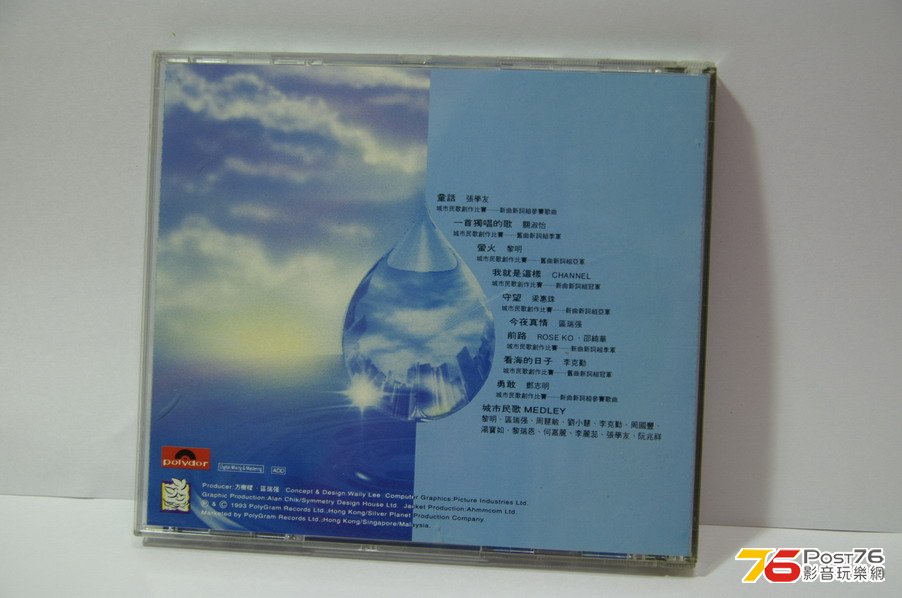 童話 張學友
城市民歌創作比賽──新曲新詞組參賽歌曲
一首獨唱的歌 關淑怡
城市民歌創作比賽──舊曲新詞組季軍
螢火 黎明
城市民歌創作比賽──舊曲新詞組亞軍
我就是這樣 CHANNEL
城市民歌創作比賽──新曲新詞組冠軍
守望 梁惠珠
城市民歌創作比賽──新曲新詞組亞軍
今夜真情 區瑞强
前路 ROSE KO・邵綺華
城市民歌創作比賽──新曲新詞組季軍
看海的日子 李克勤
城市民歌創作比賽──舊曲新詞組冠軍
勇敢 鄭志明
城市民歌創作比賽──新曲新詞組參賽歌曲
城市民歌 MEDLEY
黎明、區瑞强、周慧敏、劉小慧、李克勤、周國豐、
湯寶如、黎瑞恩、何嘉麗、李麗蕊、張學友、阮兆祥
polydor
Digital Mixing & Mastering
ADD
Producer:方樹樑、區瑞强 Concept & Design:Wally Lee Computer Graphics:Picture Industries Ltd.
Graphic Production:Alan Chik/Symmetry Design House Ltd. Jacket Production:Ahmmcom Ltd.
℗ & © 1993 PolyGram Records Ltd.,Hong Kong/Silver Planet Production Company.
Marketed by PolyGram Records Ltd.,Hong Kong/Singapore/Malaysia.
76 POST76
影音玩樂網